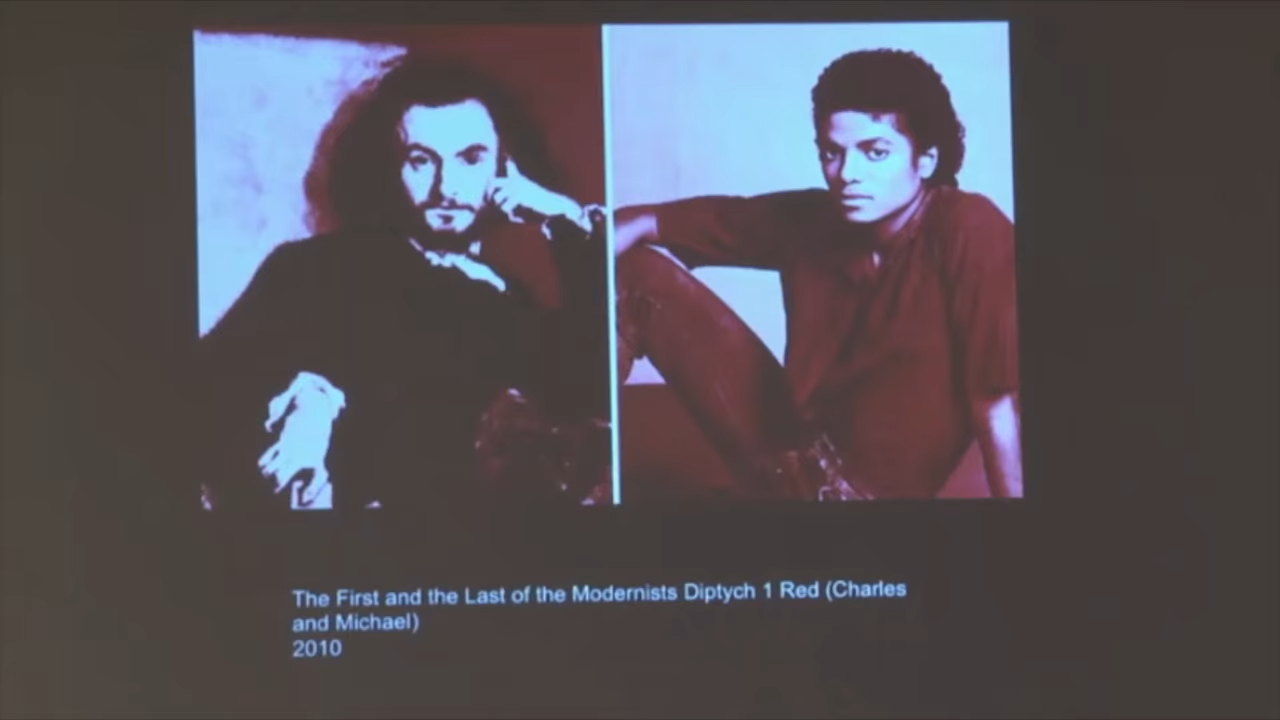 The First and the Last of the Modernists Diptych 1 Red (Charles
and Michael)
2010